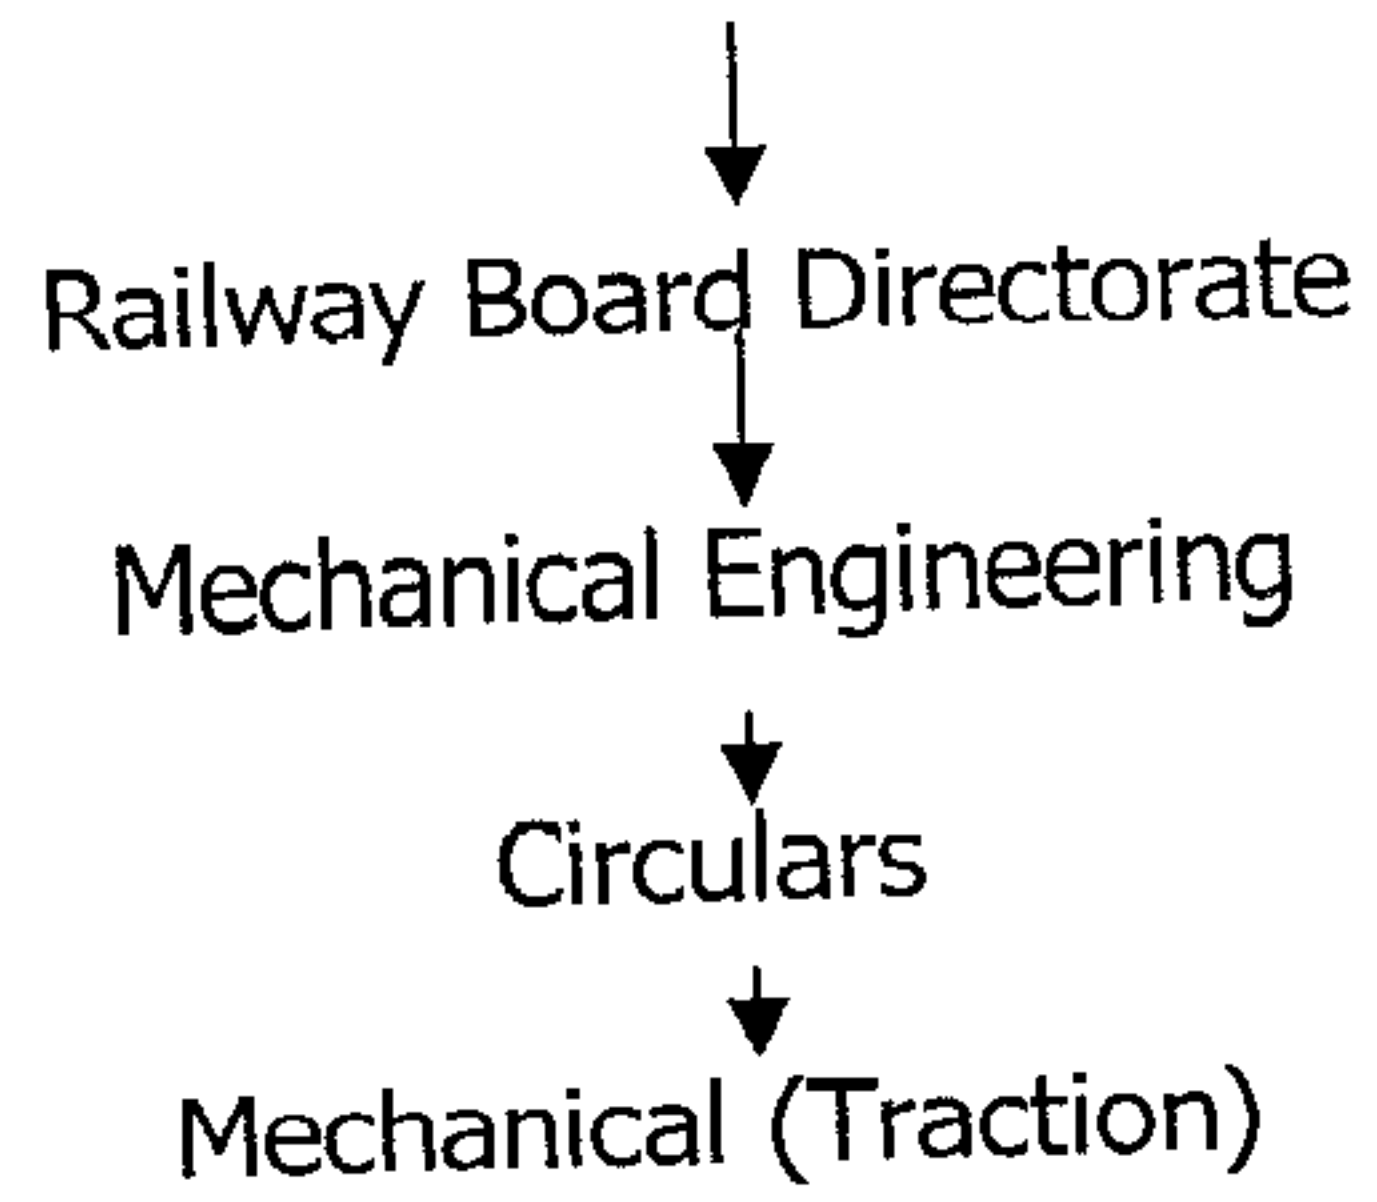 Railway Board Directorate
Mechanical Engineering
Circulars
Mechanical (Traction)